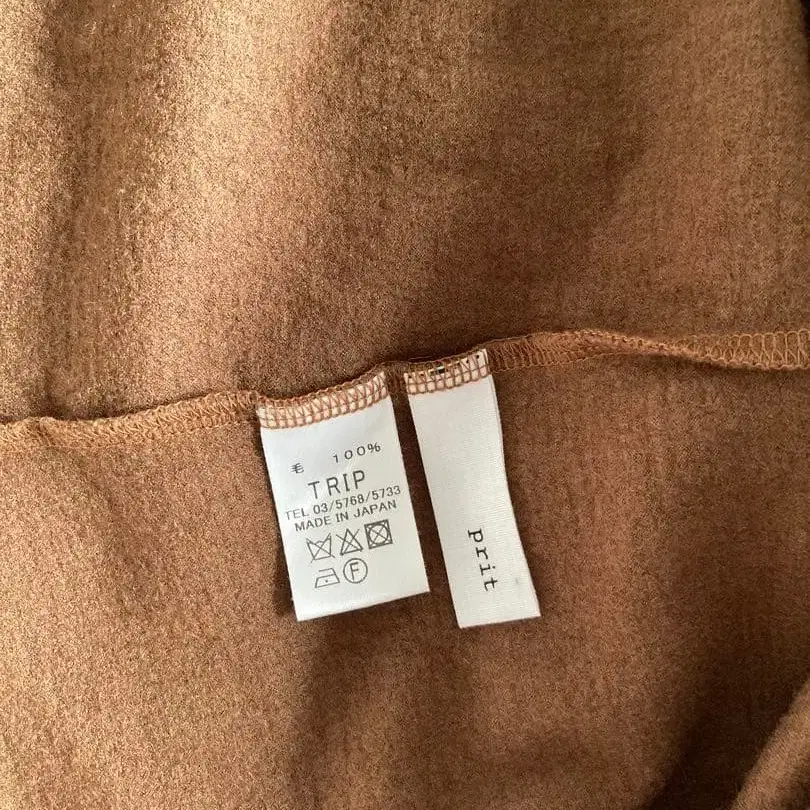 毛 100%
TRIP
TEL 03/5768/5733
MADE IN JAPAN
F
prit